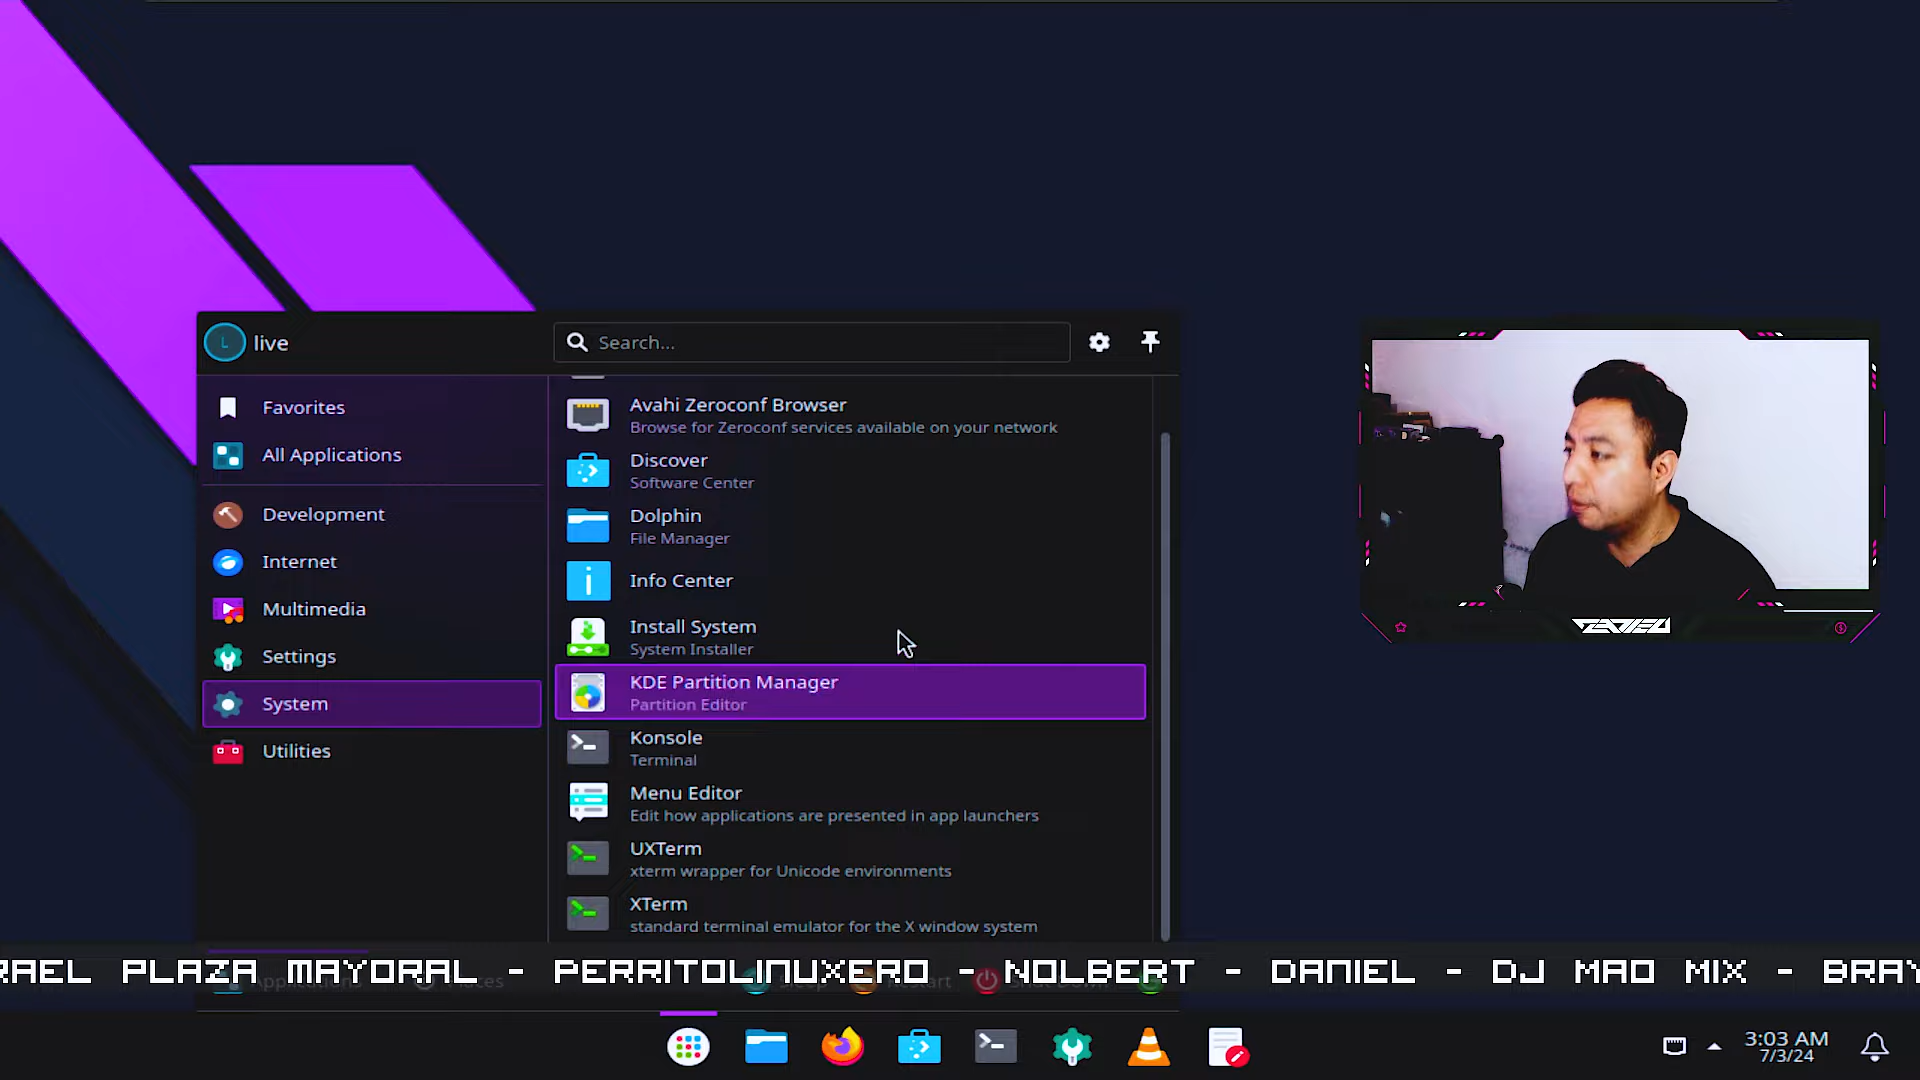 L
live
Search...
Favorites
All Applications
Development
Internet
Multimedia
Settings
System
Utilities
Avahi Zeroconf Browser
Browse for Zeroconf services available on your network
Discover
Software Center
Dolphin
File Manager
Info Center
Install System
System Installer
KDE Partition Manager
Partition Editor
Konsole
Terminal
Menu Editor
Edit how applications are presented in app launchers
UXTerm
xterm wrapper for Unicode environments
XTerm
standard terminal emulator for the X window system
RAEL PLAZA MAYORAL - PERRITOLINUXERO - NOLBERT - DANIEL - DJ MAO MIX - BRAY
3:03 AM
7/3/24